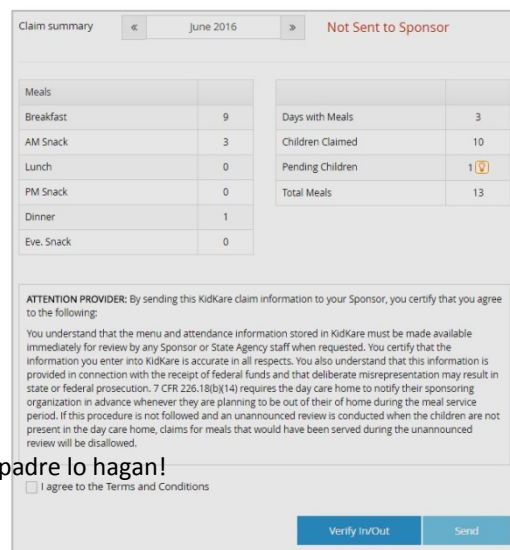 Claim summary « June 2016 » Not Sent to Sponsor
Meals
Breakfast 9
AM Snack 3
Lunch 0
PM Snack 0
Dinner 1
Eve. Snack 0
Days with Meals 3
Children Claimed 10
Pending Children 1
Total Meals 13
ATTENTION PROVIDER: By sending this KidKare claim information to your Sponsor, you certify that you agree
to the following:
You understand that the menu and attendance information stored in KidKare must be made available
immediately for review by any Sponsor or State Agency staff when requested. You certify that the
information you enter into KidKare is accurate in all respects. You also understand that this information is
provided in connection with the receipt of federal funds and that deliberate misrepresentation may result in
state or federal prosecution. 7 CFR 226.18(b)(14) requires the day care home to notify their sponsoring
organization in advance whenever they are planning to be out of their of home during the meal service
period. If this procedure is not followed and an unannounced review is conducted when the children are not
present in the day care home, claims for meals that would have been served during the unannounced
review will be disallowed.
padre lo hagan!
I agree to the Terms and Conditions
Verify In/Out Send